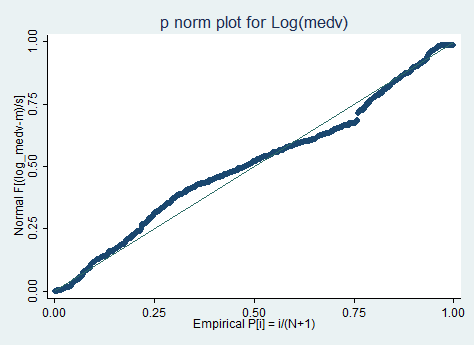 p norm plot for Log(medv)
Normal F[(log_medv-m)/s]
1.00
0.75
0.50
0.25
0.00
0.00 0.25 0.50 0.75 1.00
Empirical P[i] = i/(N+1)